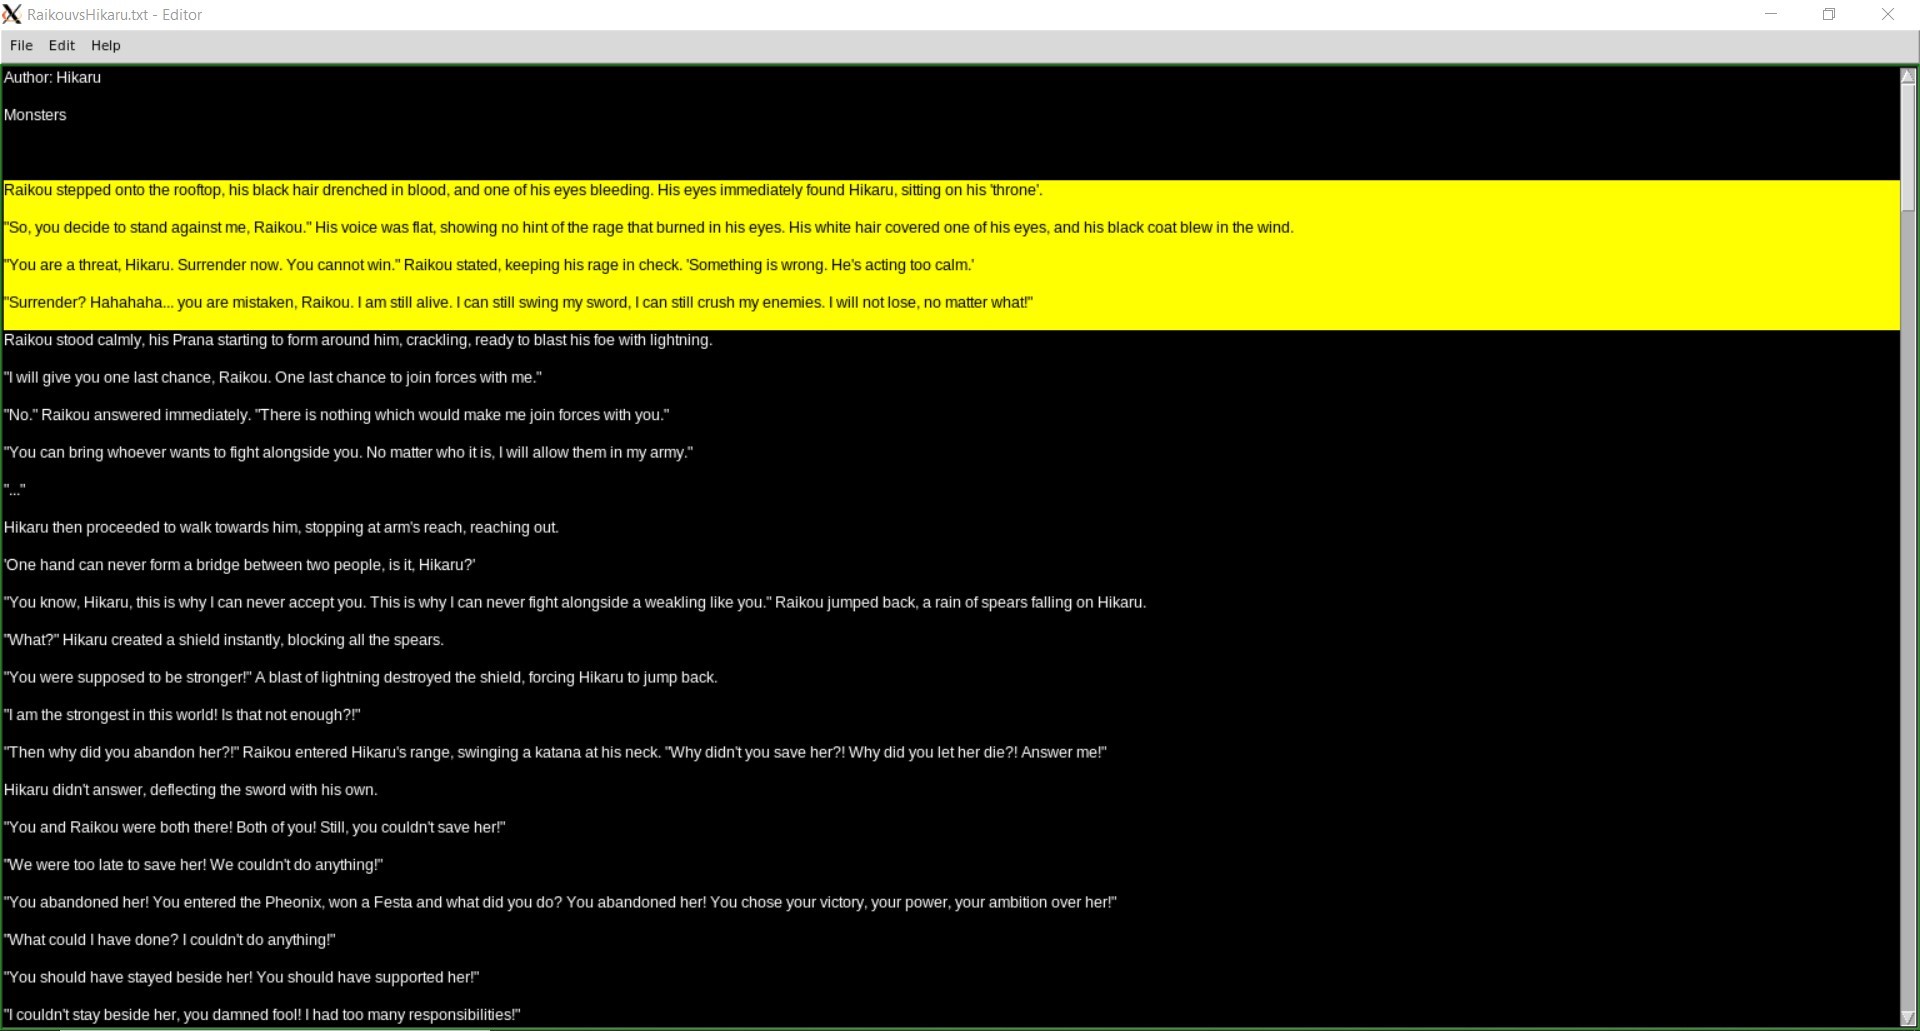 RaikouvsHikaru.txt - Editor
File Edit Help
Author: Hikaru
Monsters
Raikou stepped onto the rooftop, his black hair drenched in blood, and one of his eyes bleeding. His eyes immediately found Hikaru, sitting on his 'throne'.
"So, you decide to stand against me, Raikou." His voice was flat, showing no hint of the rage that burned in his eyes. His white hair covered one of his eyes, and his black coat blew in the wind.
"You are a threat, Hikaru. Surrender now. You cannot win." Raikou stated, keeping his rage in check. 'Something is wrong. He's acting too calm.'
"Surrender? Hahahaha... you are mistaken, Raikou. I am still alive. I can still swing my sword, I can still crush my enemies. I will not lose, no matter what!"
Raikou stood calmly, his Prana starting to form around him, crackling, ready to blast his foe with lightning.
"I will give you one last chance, Raikou. One last chance to join forces with me."
"No." Raikou answered immediately. "There is nothing which would make me join forces with you."
"You can bring whoever wants to fight alongside you. No matter who it is, I will allow them in my army."
"..."
Hikaru then proceeded to walk towards him, stopping at arm's reach, reaching out.
'One hand can never form a bridge between two people, is it, Hikaru?'
"You know, Hikaru, this is why I can never accept you. This is why I can never fight alongside a weakling like you." Raikou jumped back, a rain of spears falling on Hikaru.
"What?" Hikaru created a shield instantly, blocking all the spears.
"You were supposed to be stronger!" A blast of lightning destroyed the shield, forcing Hikaru to jump back.
"I am the strongest in this world! Is that not enough?!"
"Then why did you abandon her?!" Raikou entered Hikaru's range, swinging a katana at his neck. "Why didn't you save her?! Why did you let her die?! Answer me!"
Hikaru didn't answer, deflecting the sword with his own.
"You and Raikou were both there! Both of you! Still, you couldn't save her!"
"We were too late to save her! We couldn't do anything!"
"You abandoned her! You entered the Pheonix, won a Festa and what did you do? You abandoned her! You chose your victory, your power, your ambition over her!"
"What could I have done? I couldn't do anything!"
"You should have stayed beside her! You should have supported her!"
"I couldn't stay beside her, you damned fool! I had too many responsibilities!"